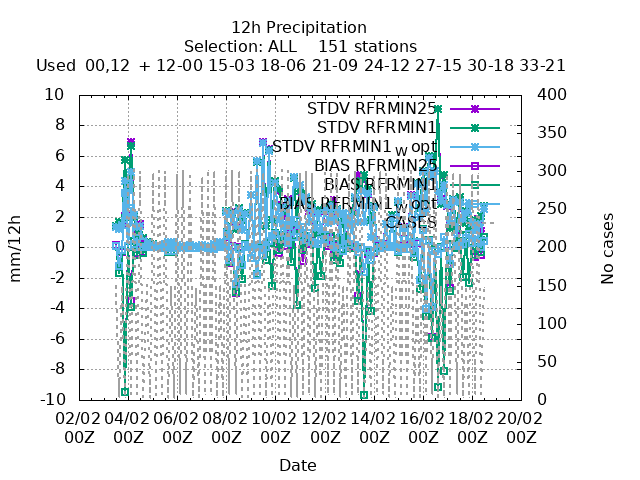 12h Precipitation
Selection: ALL 151 stations
Used 00,12 + 12-00 15-03 18-06 21-09 24-12 27-15 30-18 33-21
10 400
STDV RFRMIN25
8 350
STDV RFRMIN1
6 300
STDV RFRMIN1w opt
BIAS RFRMIN25
4 250
BIAS RFRMIN1
BIAS RFRMIN1w opt
2
CASES
0 200
-2 150
-4 100
-6
-8 50
-10 0
mm/12h
No cases
02/02 04/02 06/02 08/02 10/02 12/02 14/02 16/02 18/02 20/02
00Z 00Z 00Z 00Z 00Z 00Z 00Z 00Z 00Z 00Z
Date